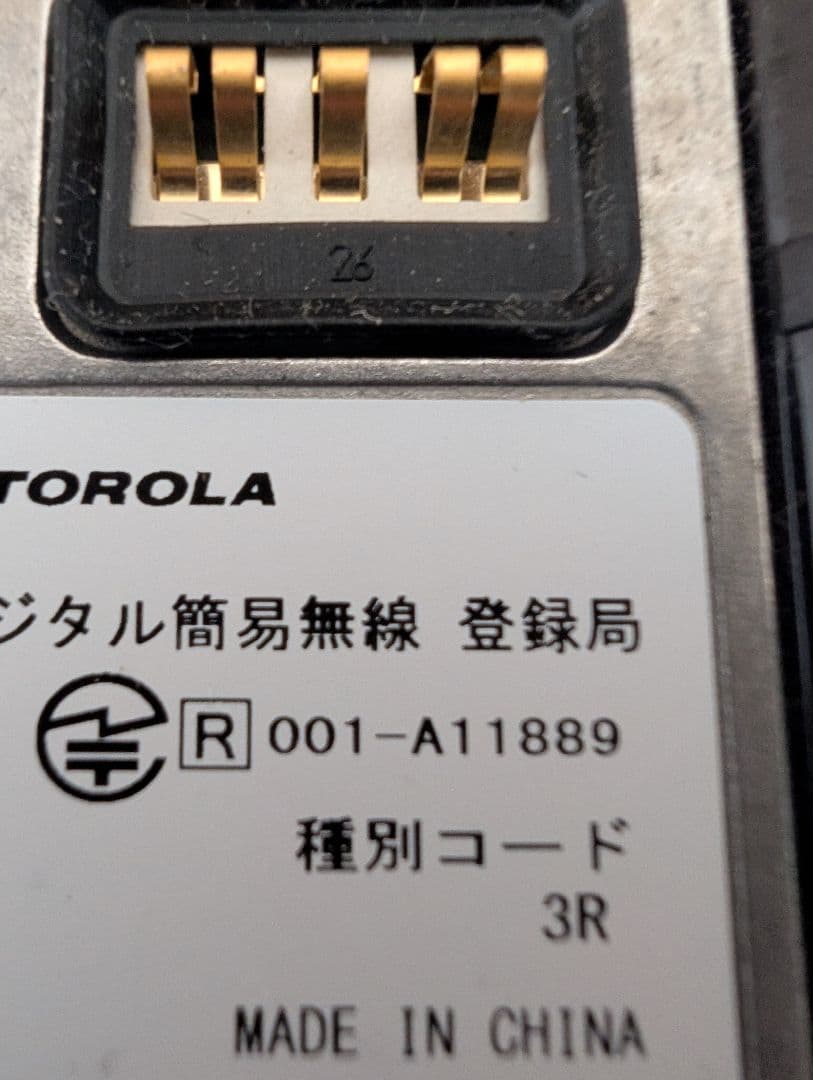 26
TOROLA
ジタル簡易無線 登録局
R 001-A11889
種別コード
3R
MADE IN CHINA